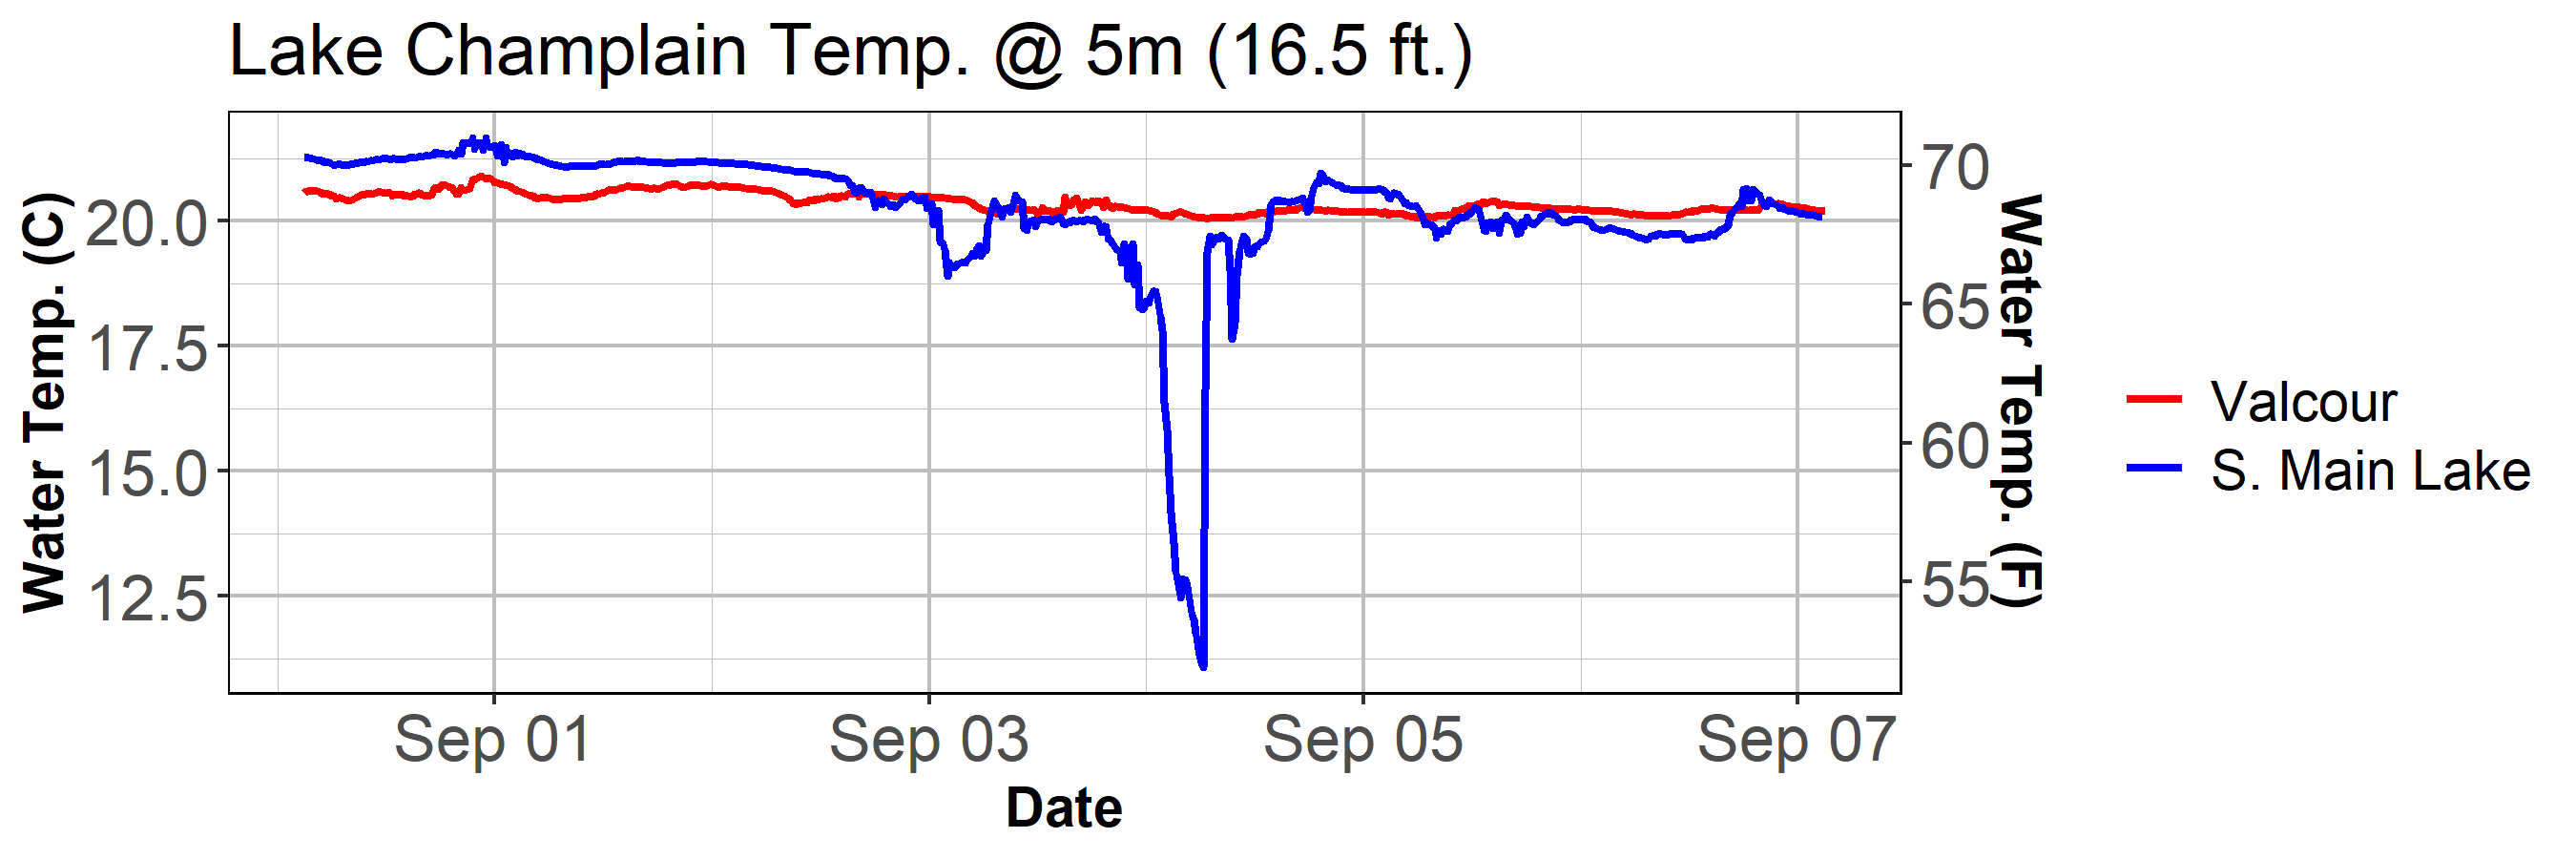 Lake Champlain Temp. @ 5m (16.5 ft.)
Water Temp. (C)
20.0
17.5
15.0
12.5
70
65
60
55
Water Temp. (F)
Sep 01
Sep 03
Sep 05
Sep 07
Date
Valcour
S. Main Lake